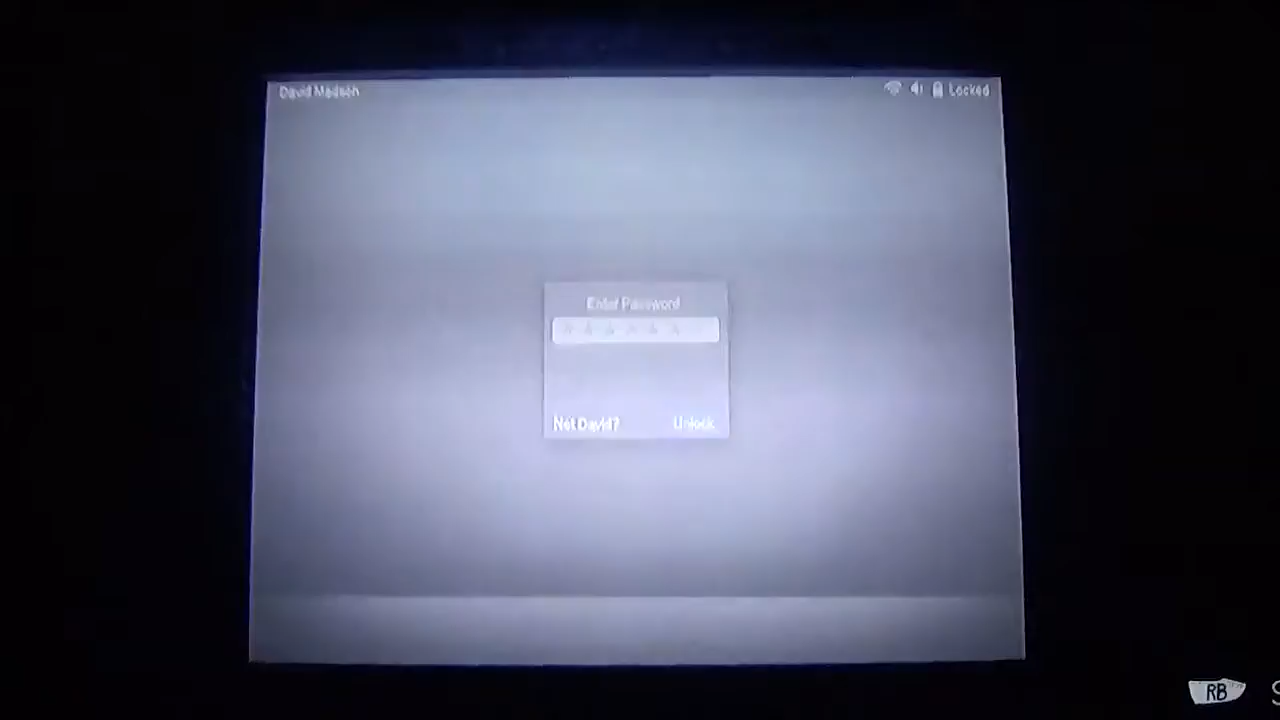 David Madsen
Locked
Enter Password
******
Not David?
Unlock
RB